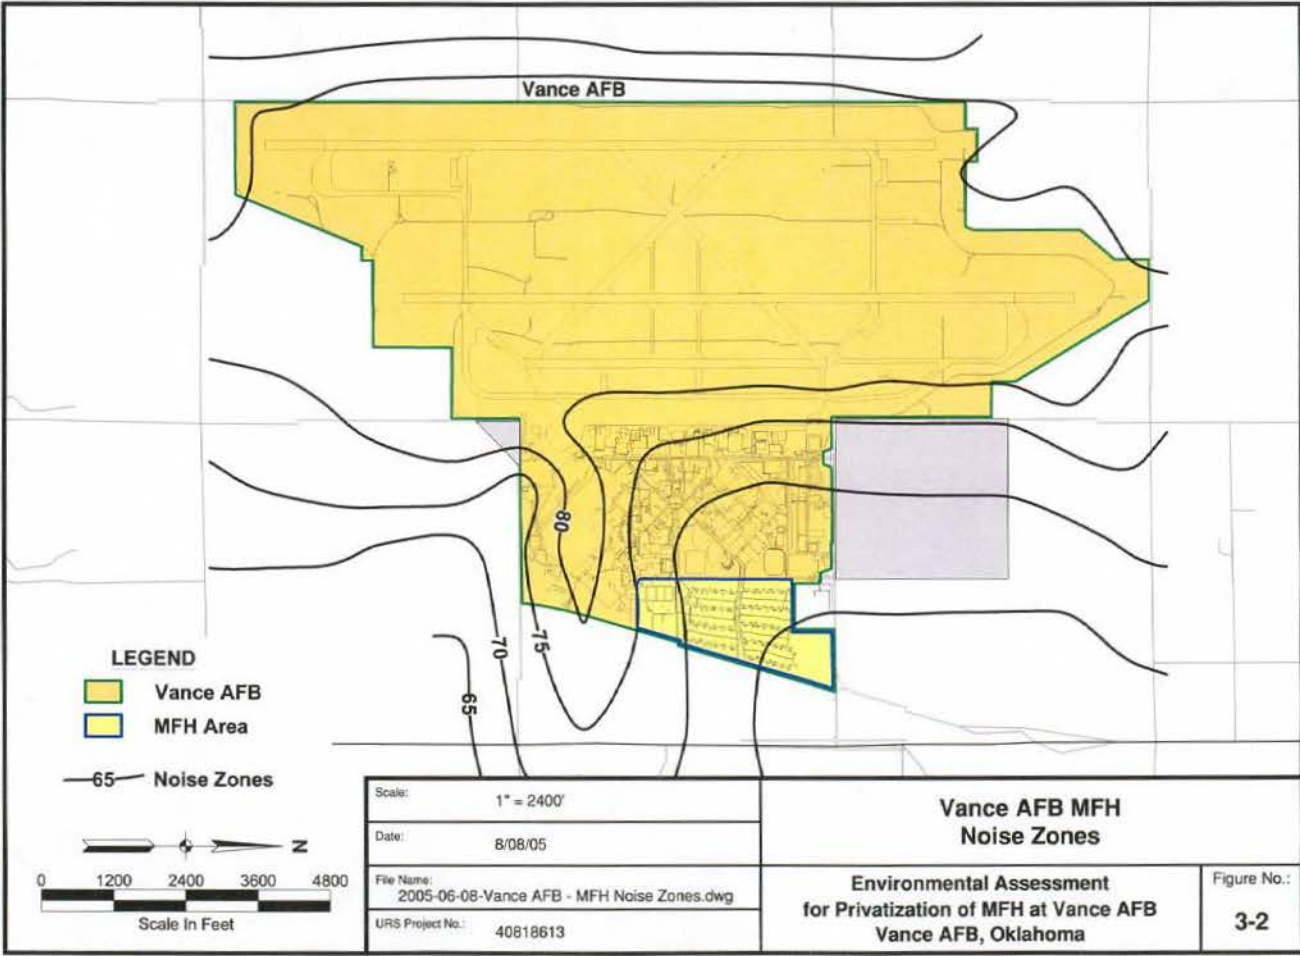 Vance AFB
80
75
70
65
LEGEND
Vance AFB
MFH Area
65 Noise Zones
N
0 1200 2400 3600 4800
Scale In Feet
Scale: 1" = 2400'
Date: 8/08/05
File Name:
2005-06-08-Vance AFB - MFH Noise Zones.dwg
URS Project No.: 40818613
Vance AFB MFH
Noise Zones
Environmental Assessment
for Privatization of MFH at Vance AFB
Vance AFB, Oklahoma
Figure No.:
3-2